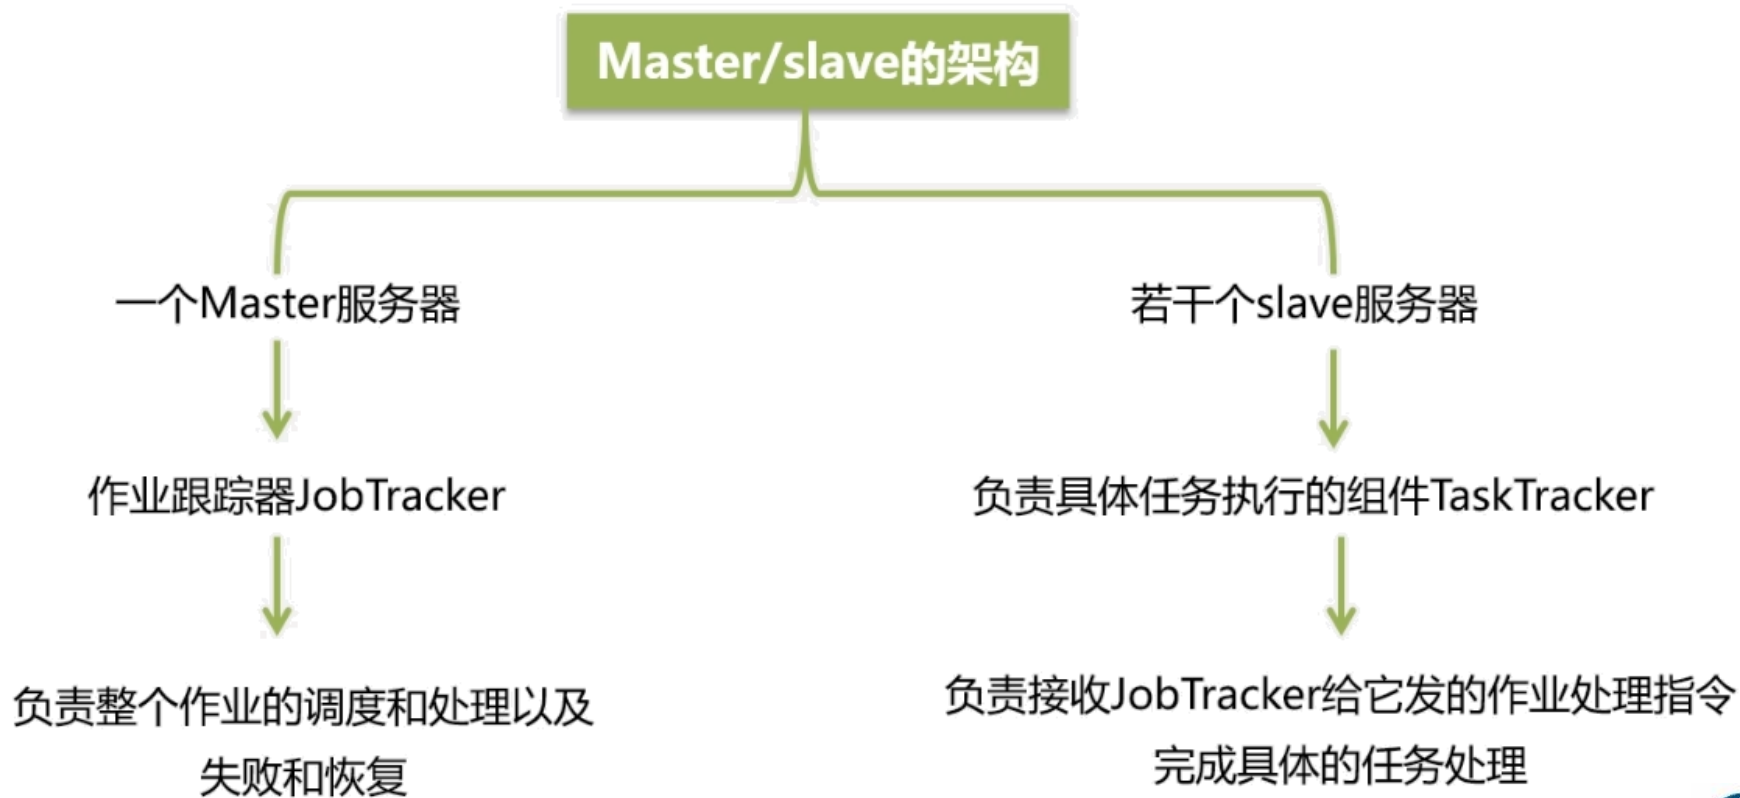 Master/slave的架构
一个Master服务器
若干个slave服务器
作业跟踪器JobTracker
负责具体任务执行的组件TaskTracker
负责整个作业的调度和处理以及
失败和恢复
负责接收JobTracker给它发的作业处理指令
完成具体的任务处理